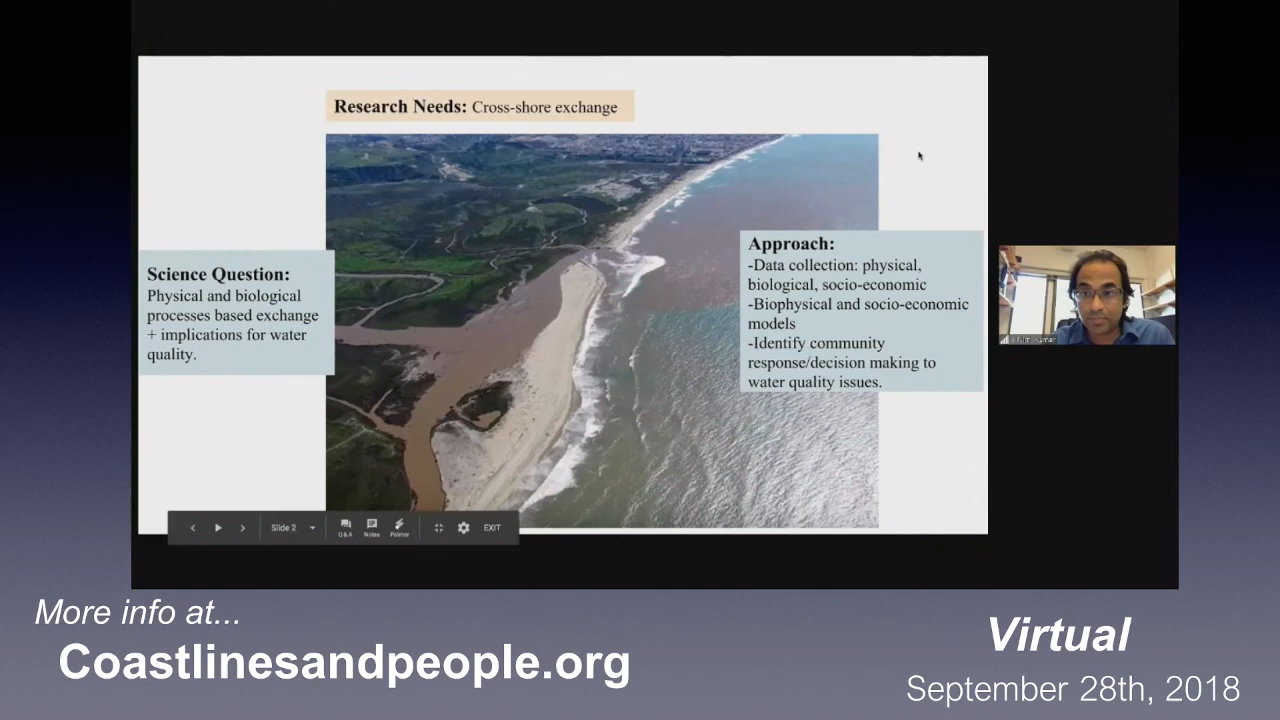 Research Needs: Cross-shore exchange
Science Question:
Physical and biological
processes based exchange
+ implications for water
quality.
Approach:
-Data collection: physical,
biological, socio-economic
-Biophysical and socio-economic
models
-Identify community
response/decision making to
water quality issues.
Slide 2
Q&A
Notes
Pointer
EXIT
More info at...
Coastlinesandpeople.org
Virtual
September 28th, 2018